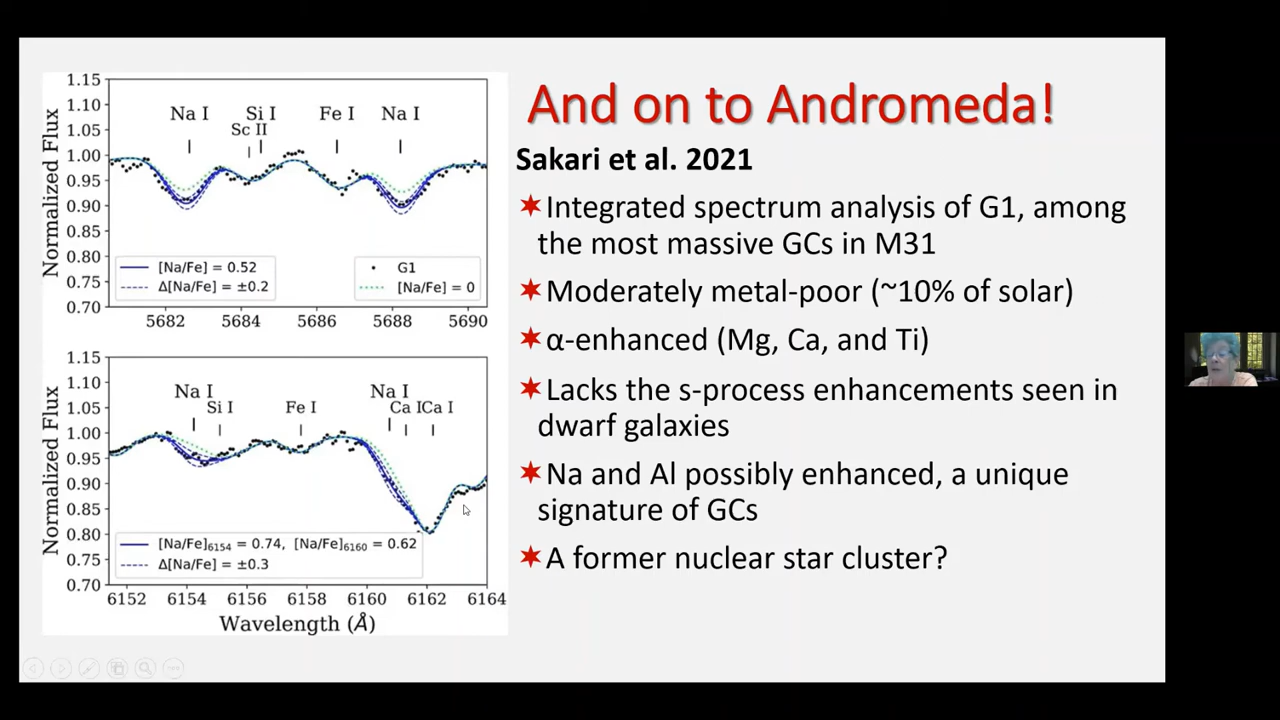 And on to Andromeda!
Sakari et al. 2021
Integrated spectrum analysis of G1, among
the most massive GCs in M31
Moderately metal-poor (~10% of solar)
α-enhanced (Mg, Ca, and Ti)
Lacks the s-process enhancements seen in
dwarf galaxies
Na and Al possibly enhanced, a unique
signature of GCs
A former nuclear star cluster?
Normalized Flux
1.15
1.10
1.05
1.00
0.95
0.90
0.85
0.80
0.75
0.70
Na I
Si I
Fe I
Na I
Sc II
[Na/Fe] = 0.52
Δ[Na/Fe] = ±0.2
G1
[Na/Fe] = 0
5682 5684 5686 5688 5690
Normalized Flux
1.15
1.10
1.05
1.00
0.95
0.90
0.85
0.80
0.75
0.70
Na I
Na I
Si I
Fe I
Ca I Ca I
[Na/Fe]6154 = 0.74, [Na/Fe]6160 = 0.62
Δ[Na/Fe] = ±0.3
6152 6154 6156 6158 6160 6162 6164
Wavelength (Å)